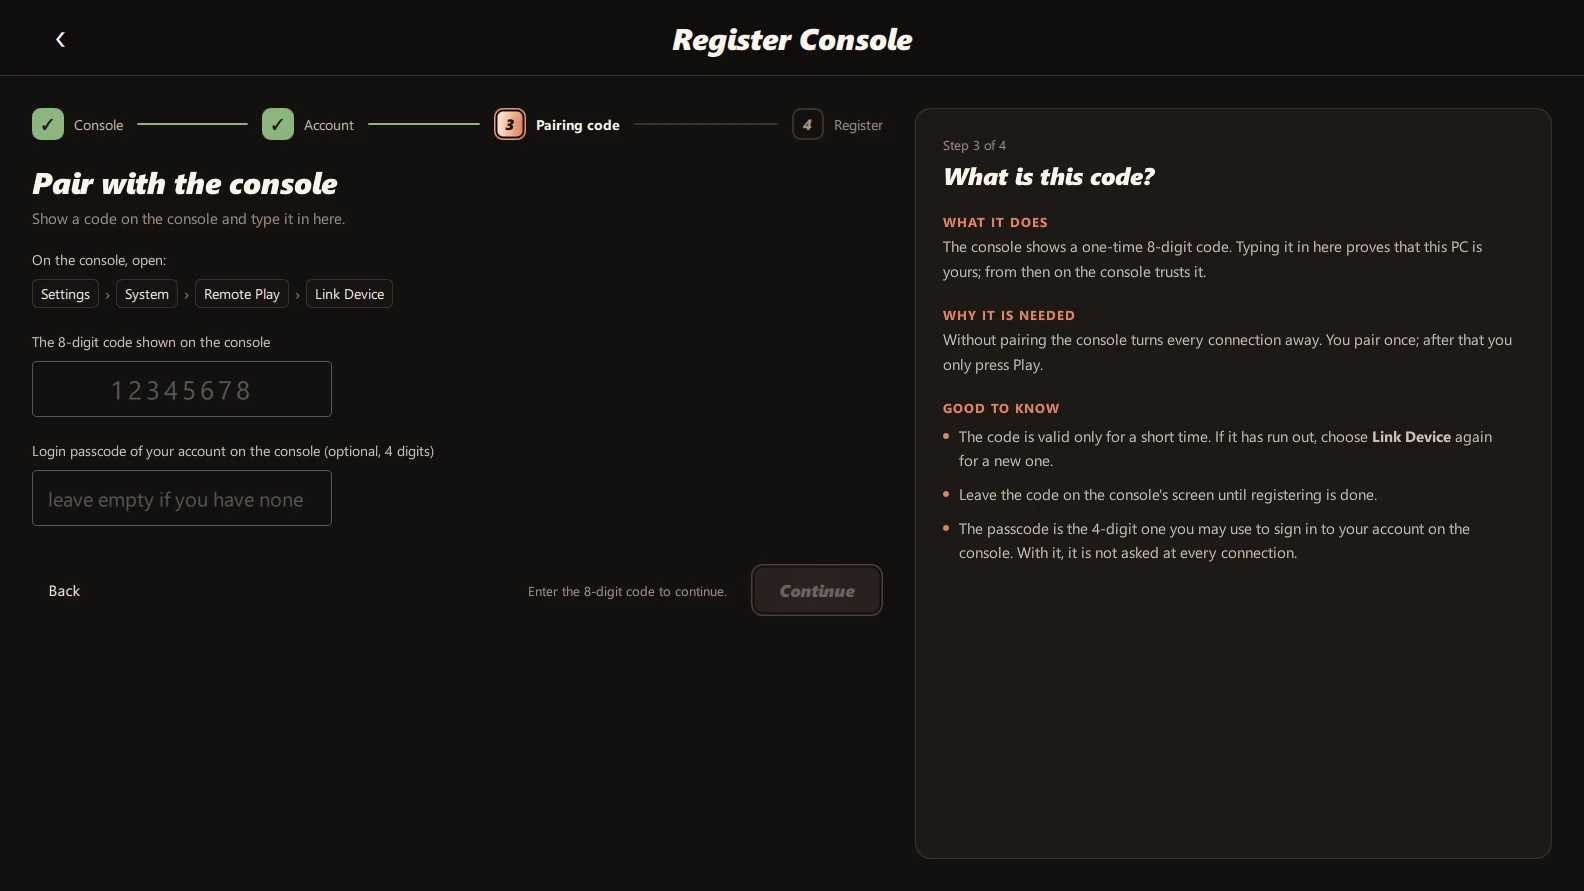 ‹
Register Console
✓ Console ✓ Account 3 Pairing code 4 Register
Pair with the console
Show a code on the console and type it in here.
On the console, open:
Settings › System › Remote Play › Link Device
The 8-digit code shown on the console
12345678
Login passcode of your account on the console (optional, 4 digits)
leave empty if you have none
Back Enter the 8-digit code to continue. Continue
Step 3 of 4
What is this code?
WHAT IT DOES
The console shows a one-time 8-digit code. Typing it in here proves that this PC is
yours; from then on the console trusts it.
WHY IT IS NEEDED
Without pairing the console turns every connection away. You pair once; after that you
only press Play.
GOOD TO KNOW
• The code is valid only for a short time. If it has run out, choose Link Device again
for a new one.
• Leave the code on the console's screen until registering is done.
• The passcode is the 4-digit one you may use to sign in to your account on the
console. With it, it is not asked at every connection.